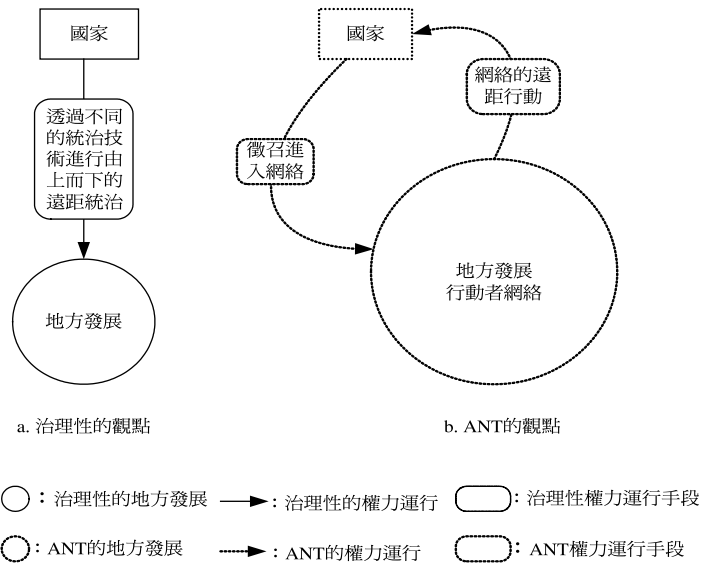 國家
透過不同
的統治技
術進行由
上而下的
遠距統治
地方發展
a. 治理性的觀點
國家
網絡的遠
距行動
徵召進
入網絡
地方發展
行動者網絡
b. ANT的觀點
：治理性的地方發展
：治理性的權力運行
：治理性權力運行手段
：ANT的地方發展
：ANT的權力運行
：ANT權力運行手段